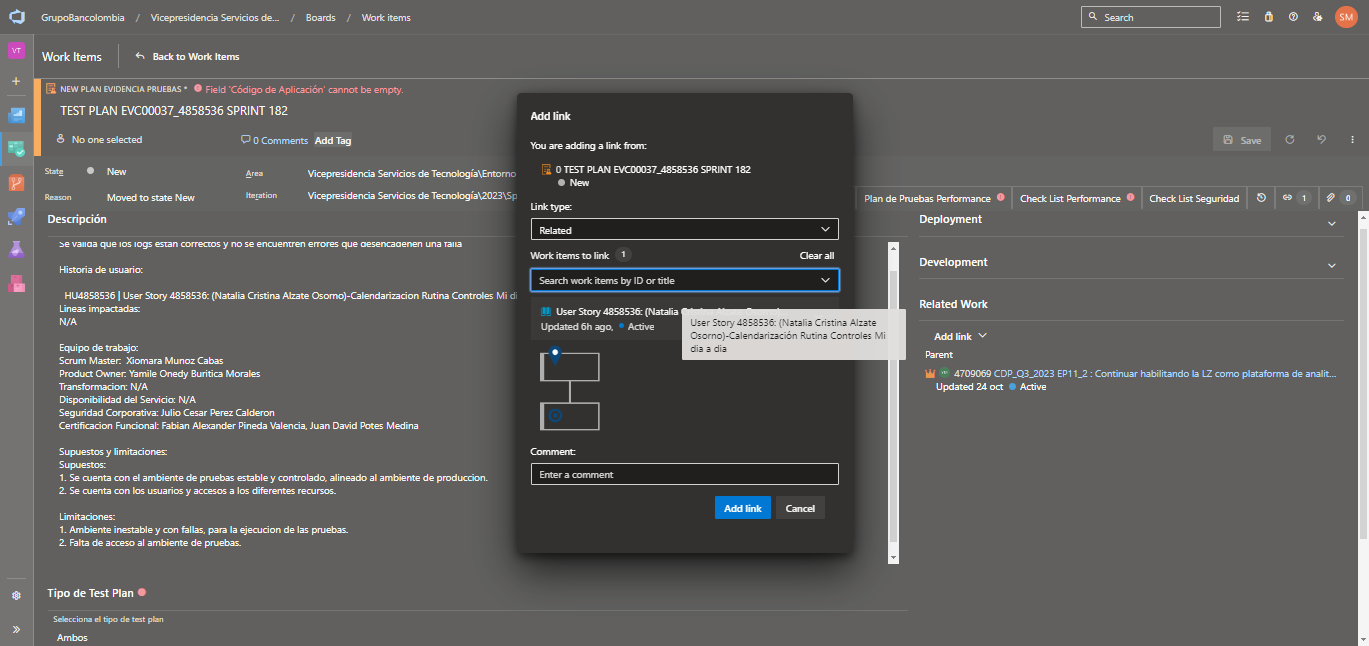 GrupoBancolombia / Vicepresidencia Servicios de... / Boards / Work items
Search
SM
VT
Work Items
Back to Work Items
NEW PLAN EVIDENCIA PRUEBAS * Field 'Código de Aplicación' cannot be empty.
TEST PLAN EVC00037_4858536 SPRINT 182
No one selected
0 Comments
Add Tag
Save
State
New
Area
Vicepresidencia Servicios de Tecnología\Entorno
Reason
Moved to state New
Iteration
Vicepresidencia Servicios de Tecnología\2023\Sp
Plan de Pruebas Performance
Check List Performance
Check List Seguridad
1
0
Descripción
Se valida que los logs estan correctos y no se encuentren errores que desencadenen una falla
Historia de usuario:
HU4858536 | User Story 4858536: (Natalia Cristina Alzate Osorno)-Calendarizacion Rutina Controles Mi di
Lineas impactadas:
N/A
Equipo de trabajo:
Scrum Master: Xiomara Munoz Cabas
Product Owner: Yamile Onedy Buritica Morales
Transformacion: N/A
Disponibilidad del Servicio: N/A
Seguridad Corporativa: Julio Cesar Perez Calderon
Certificacion Funcional: Fabian Alexander Pineda Valencia, Juan David Potes Medina
Supuestos y limitaciones:
Supuestos:
1. Se cuenta con el ambiente de pruebas estable y controlado, alineado al ambiente de produccion.
2. Se cuenta con los usuarios y accesos a los diferentes recursos.
Limitaciones:
1. Ambiente inestable y con fallas, para la ejecucion de las pruebas.
2. Falta de acceso al ambiente de pruebas.
Tipo de Test Plan
Selecciona el tipo de test plan
Ambos
Add link
You are adding a link from:
0 TEST PLAN EVC00037_4858536 SPRINT 182
New
Link type:
Related
Work items to link 1
Clear all
Search work items by ID or title
User Story 4858536: (Natalia
Updated 6h ago, Active
User Story 4858536: (Natalia Cristina Alzate
Osorno)-Calendarización Rutina Controles Mi
dia a dia
Comment:
Enter a comment
Add link
Cancel
Deployment
Development
Related Work
Add link
Parent
4709069 CDP_Q3_2023 EP11_2 : Continuar habilitando la LZ como plataforma de analit...
Updated 24 oct Active